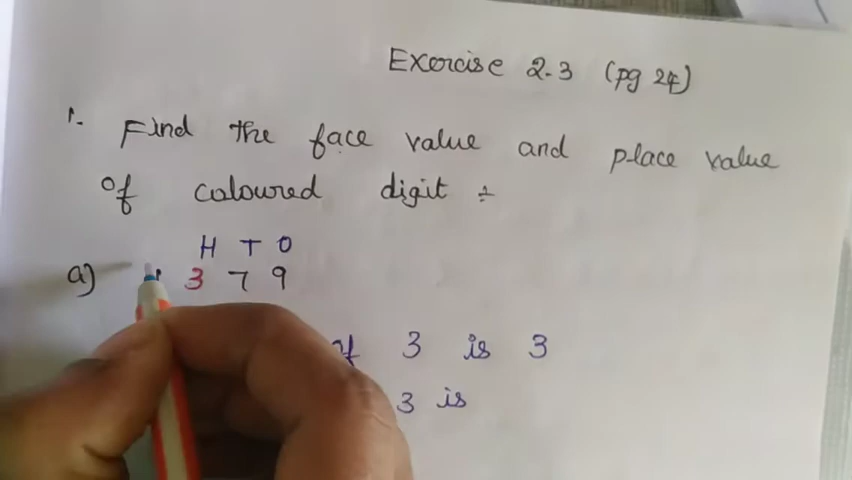 Exercise 2.3 (pg 24)
1. Find the face value and place value
of coloured digit ÷
H T O
a) 3 7 9
of 3 is 3
3 is